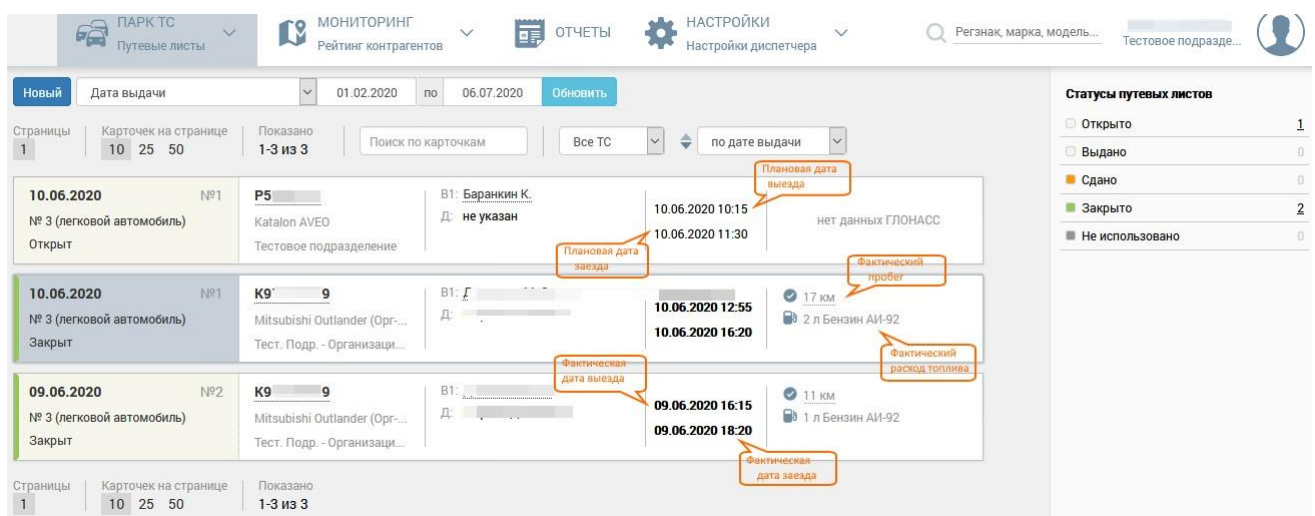 ПАРК ТС
Путевые листы
МОНИТОРИНГ
Рейтинг контрагентов
ОТЧЕТЫ
НАСТРОЙКИ
Настройки диспетчера
Регзнак, марка, модель...
Тестовое подразде...
Новый Дата выдачи 01.02.2020 по 06.07.2020 Обновить
Страницы Карточек на странице Показано
1 10 25 50 1-3 из 3
Поиск по карточкам Все ТС по дате выдачи
Статусы путевых листов
Открыто 1
Выдано 0
Сдано 0
Закрыто 2
Не использовано 0
Плановая дата
выезда
10.06.2020 №1 Р5 В1: Баранкин К.
№ 3 (легковой автомобиль) Katalon AVEO Д: не указан 10.06.2020 10:15 нет данных ГЛОНАСС
Открыт Тестовое подразделение 10.06.2020 11:30
Плановая дата
заезда
Фактический
пробег
10.06.2020 №1 К9 9 В1: 17 км
№ 3 (легковой автомобиль) Mitsubishi Outlander (Орг-... Д: 10.06.2020 12:55 2 л Бензин АИ-92
Закрыт Тест. Подр. - Организаци... 10.06.2020 16:20
Фактический
расход топлива
Фактическая
дата выезда
09.06.2020 №2 К9 9 В1: 11 км
№ 3 (легковой автомобиль) Mitsubishi Outlander (Орг-... Д: 09.06.2020 16:15 1 л Бензин АИ-92
Закрыт Тест. Подр. - Организаци... 09.06.2020 18:20
Фактическая
дата заезда
Страницы Карточек на странице Показано
1 10 25 50 1-3 из 3